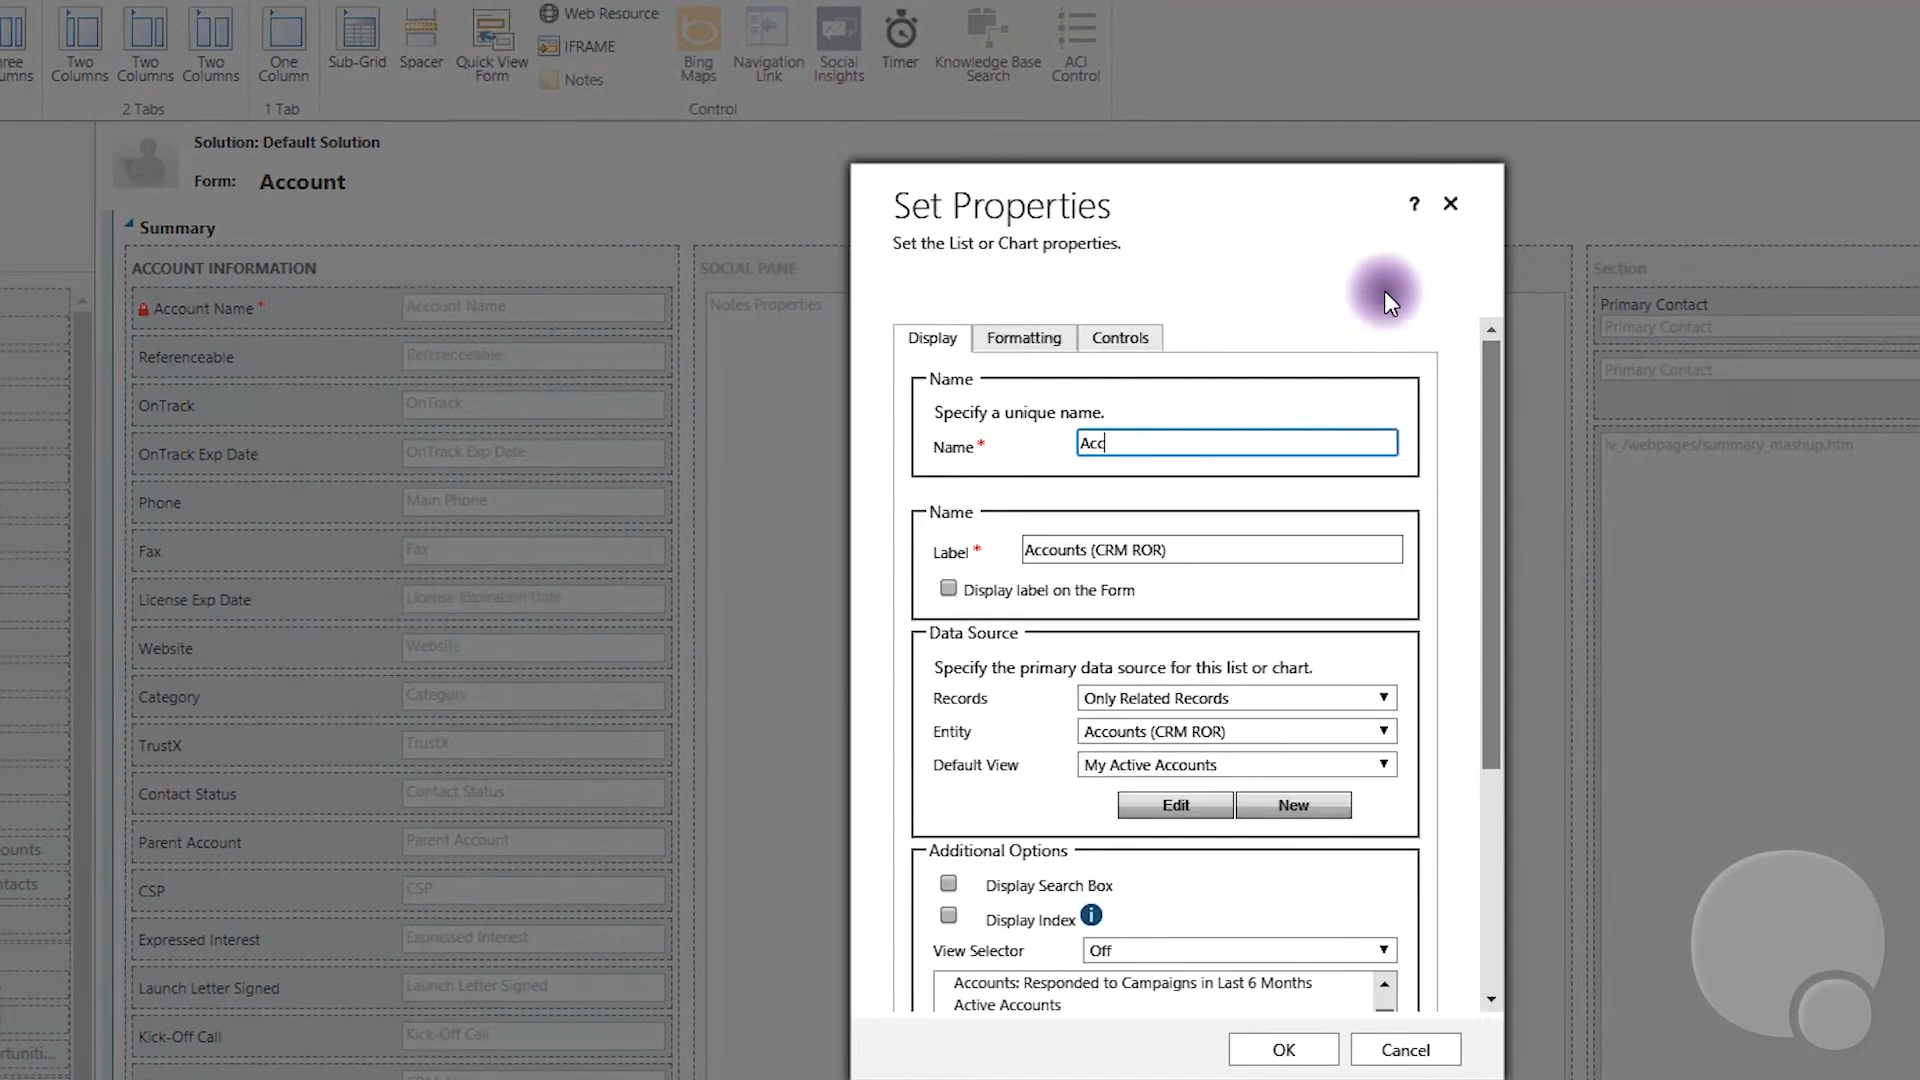 hree
umns
Two
Columns
Two
Columns
Two
Columns
2 Tabs
One
Column
1 Tab
Sub-Grid
Spacer
Quick View
Form
Web Resource
IFRAME
Notes
Bing
Maps
Navigation
Link
Social
Insights
Timer
Knowledge Base
Search
ACI
Control
Control
Solution: Default Solution
Form: Account
Summary
ACCOUNT INFORMATION
Account Name * Account Name
Referenceable Referenceable
OnTrack OnTrack
OnTrack Exp Date OnTrack Exp Date
Phone Main Phone
Fax Fax
License Exp Date License Expiration Date
Website Website
Category Category
TrustX TrustX
Contact Status Contact Status
Parent Account Parent Account
CSP CSP
Expressed Interest Expressed Interest
Launch Letter Signed Launch Letter Signed
Kick-Off Call Kick-Off Call
ounts
ntacts
rtuniti...
SOCIAL PANE
Notes Properties
Section
Primary Contact
Primary Contact
Primary Contact
iv_/webpages/summary_mashup.htm
Set Properties
? ×
Set the List or Chart properties.
Display Formatting Controls
Name
Specify a unique name.
Name * Acc
Name
Label * Accounts (CRM ROR)
Display label on the Form
Data Source
Specify the primary data source for this list or chart.
Records Only Related Records
Entity Accounts (CRM ROR)
Default View My Active Accounts
Edit New
Additional Options
Display Search Box
Display Index i
View Selector Off
Accounts: Responded to Campaigns in Last 6 Months
Active Accounts
OK Cancel